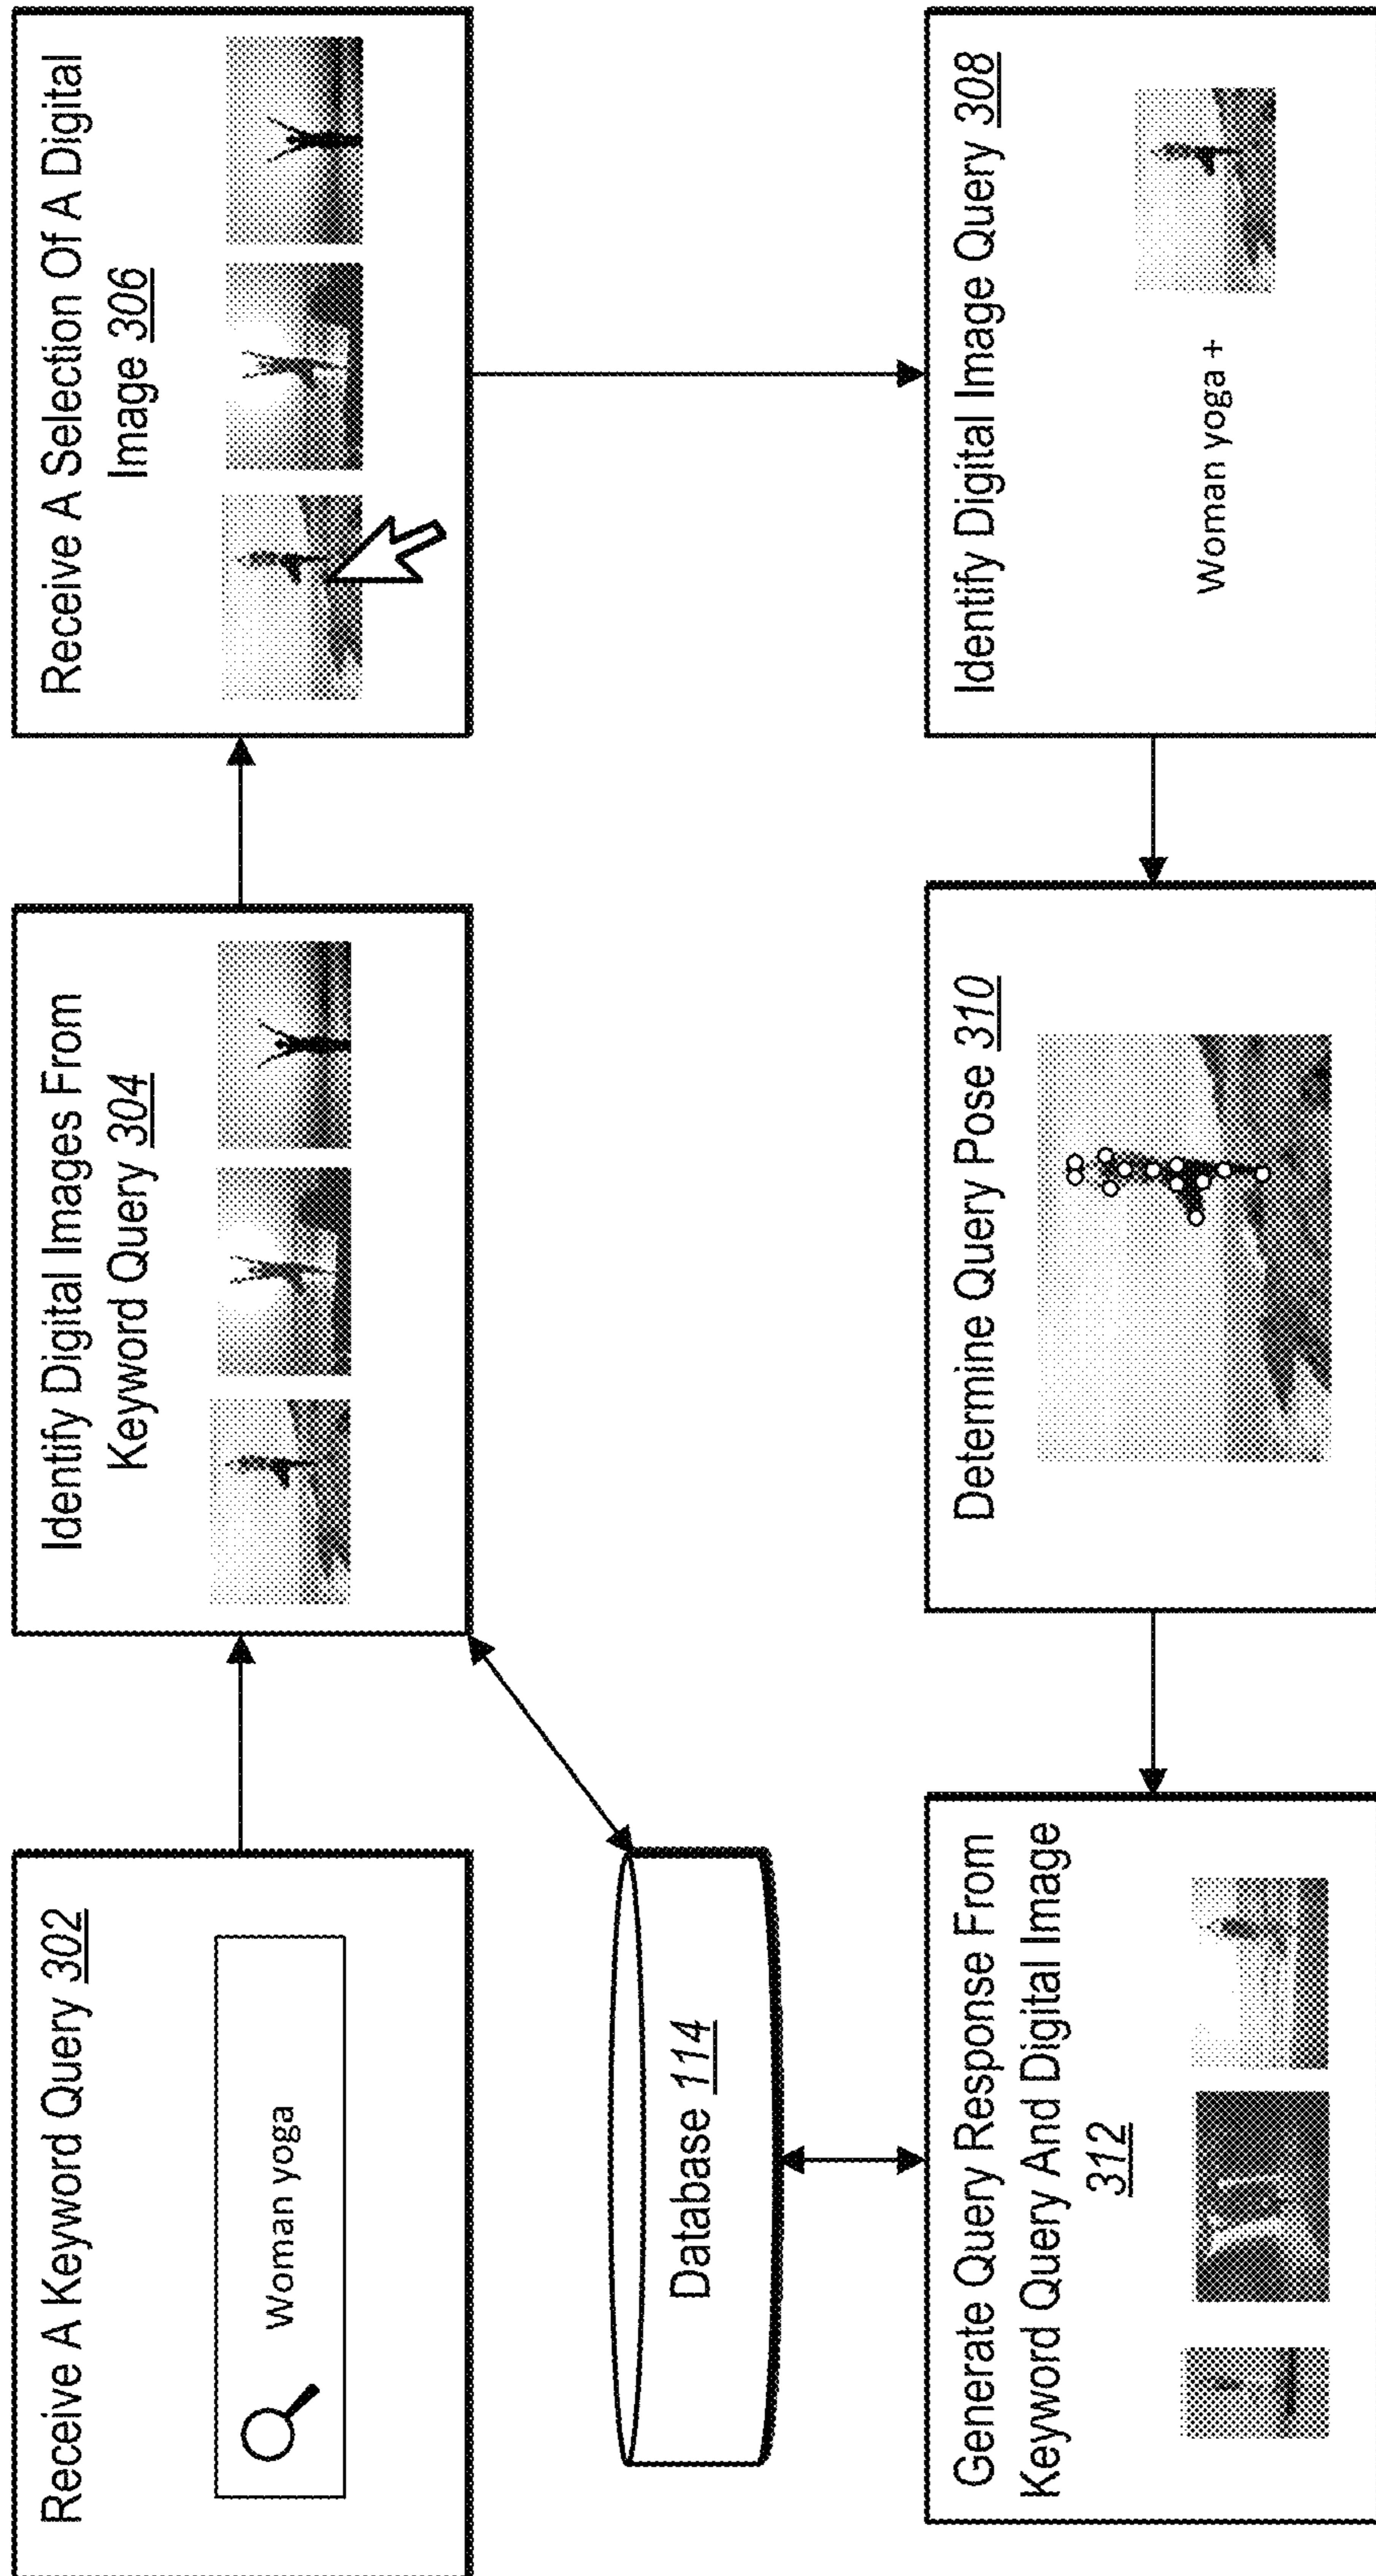 Receive A Keyword Query 302
Woman yoga
Identify Digital Images From
Keyword Query 304
Receive A Selection Of A Digital
Image 306
Database 114
Identify Digital Image Query 308
Woman yoga +
Determine Query Pose 310
Generate Query Response From
Keyword Query And Digital Image
312